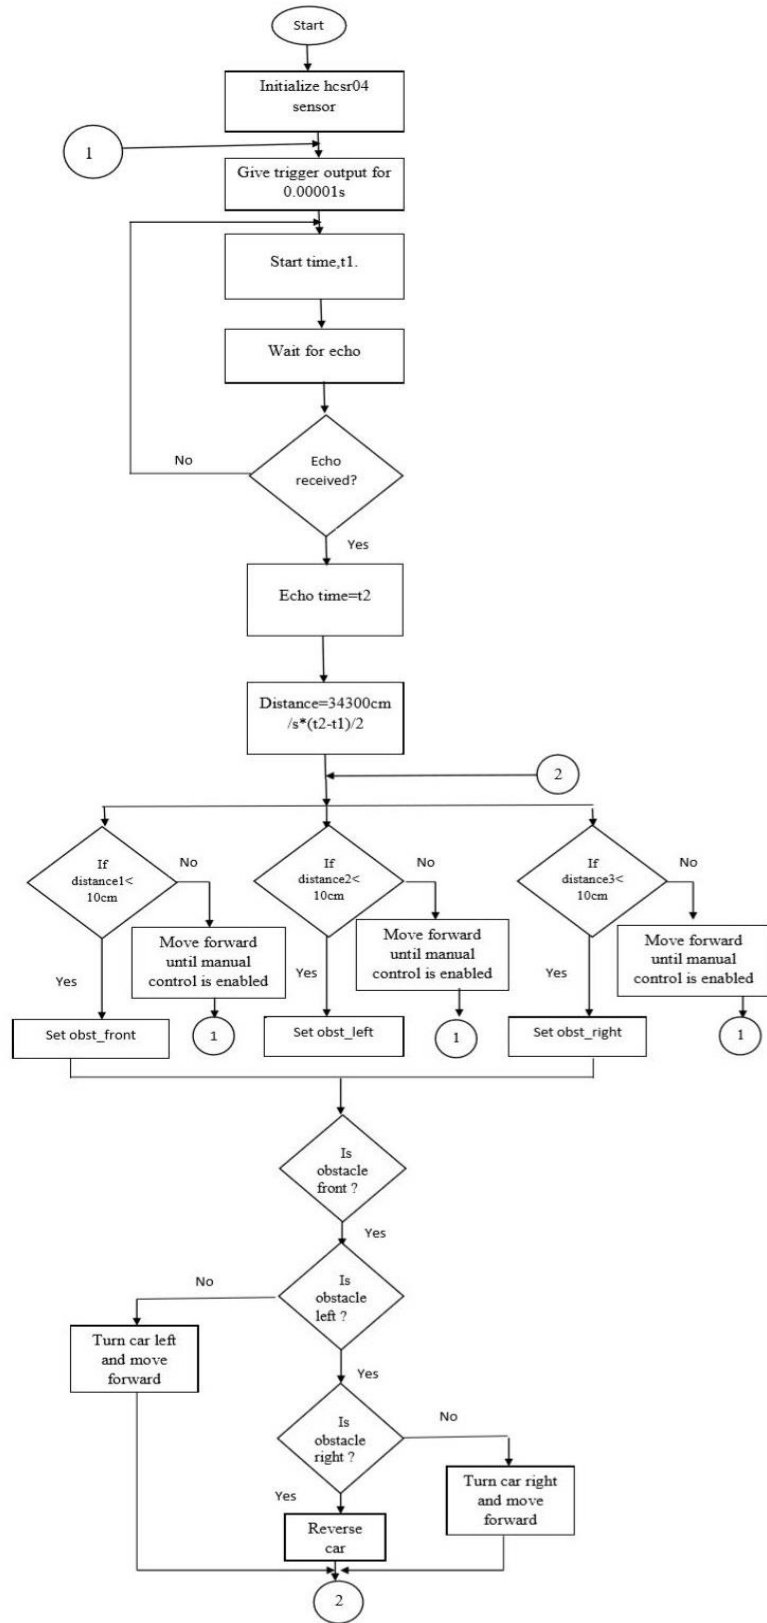 Start
Initialize hcsr04
sensor
1
Give trigger output for
0.00001s
Start time,t1.
Wait for echo
Echo
received?
No
Yes
Echo time=t2
Distance=34300cm
/s*(t2-t1)/2
2
If
distance1<
10cm
No
Yes
Move forward
until manual
control is enabled
Set obst_front
1
If
distance2<
10cm
No
Yes
Move forward
until manual
control is enabled
Set obst_left
1
If
distance3<
10cm
No
Yes
Move forward
until manual
control is enabled
Set obst_right
1
Is
obstacle
front ?
Yes
Is
obstacle
left ?
No
Turn car left
and move
forward
Yes
Is
obstacle
right ?
No
Turn car right
and move
forward
Yes
Reverse
car
2